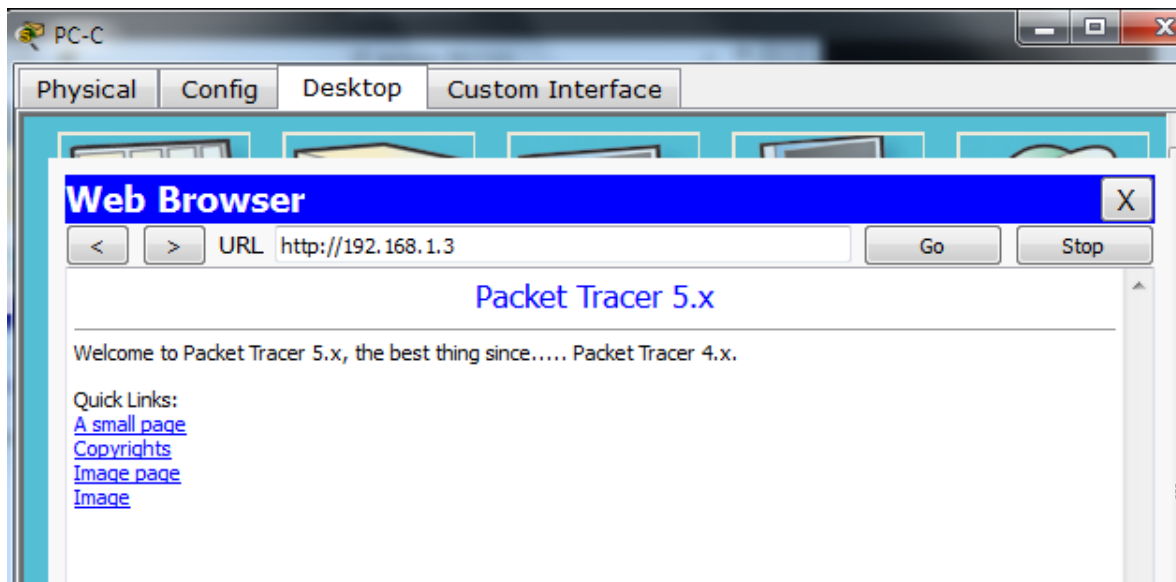 PC-C
Physical Config Desktop Custom Interface
Web Browser X
< > URL http://192.168.1.3 Go Stop
Packet Tracer 5.x
Welcome to Packet Tracer 5.x, the best thing since..... Packet Tracer 4.x.
Quick Links:
A small page
Copyrights
Image page
Image